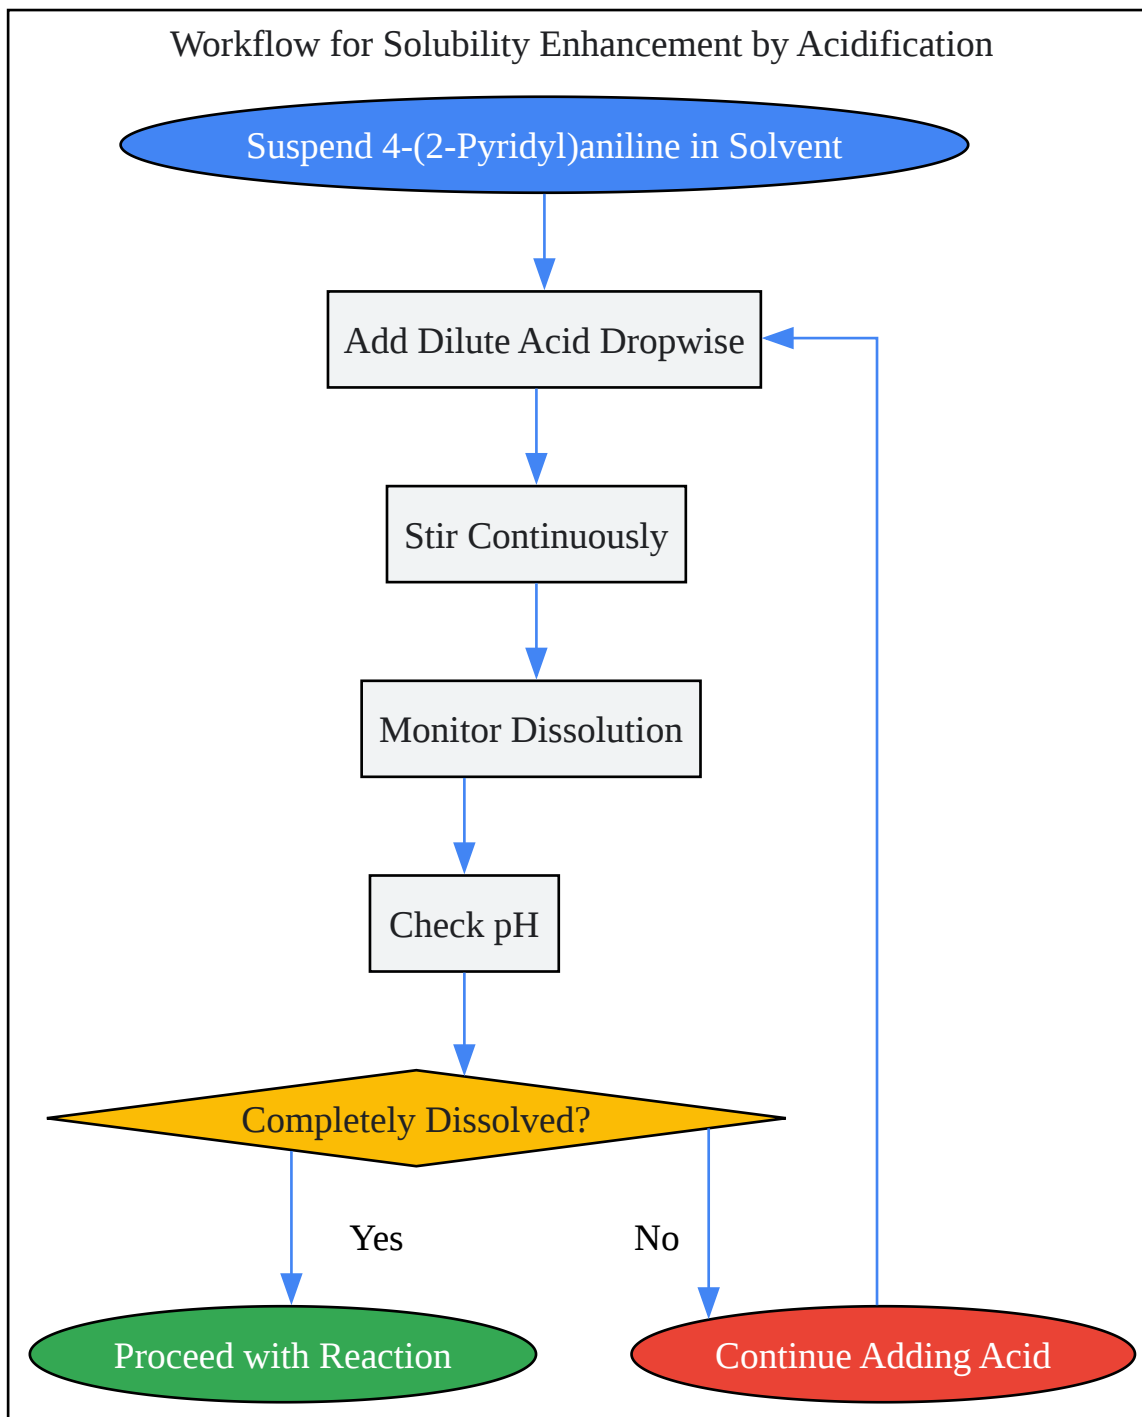 Workflow for Solubility Enhancement by Acidification
Suspend 4-(2-Pyridyl)aniline in Solvent
Add Dilute Acid Dropwise
Stir Continuously
Monitor Dissolution
Check pH
Completely Dissolved?
Yes
No
Proceed with Reaction
Continue Adding Acid